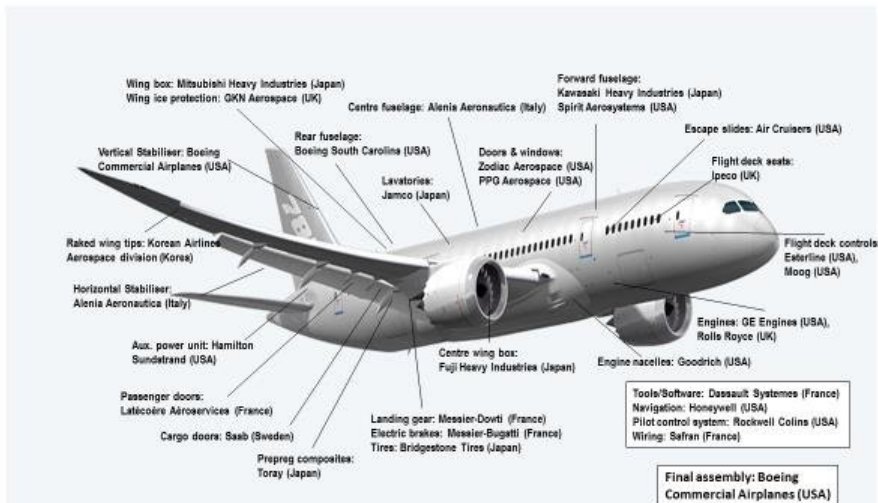 Wing box: Mitsubishi Heavy Industries (Japan)
Wing ice protection: GKN Aerospace (UK)
Forward fuselage:
Kawasaki Heavy Industries (Japan)
Spirit Aerosystems (USA)
Centre fuselage: Alenia Aeronautica (Italy)
Escape slides: Air Cruisers (USA)
Rear fuselage:
Boeing South Carolina (USA)
Vertical Stabiliser: Boeing
Commercial Airplanes (USA)
Doors & windows:
Zodiac Aerospace (USA)
PPG Aerospace (USA)
Flight deck seats:
Ipeco (UK)
Lavatories:
Jamco (Japan)
Raked wing tips: Korean Airlines
Aerospace division (Korea)
Flight deck controls
Esterline (USA),
Moog (USA)
Horizontal Stabiliser:
Alenia Aeronautica (Italy)
Engines: GE Engines (USA),
Rolls Royce (UK)
Aux. power unit: Hamilton
Sundstrand (USA)
Centre wing box:
Fuji Heavy Industries (Japan)
Engine nacelles: Goodrich (USA)
Passenger doors:
Latécoère Aéroservices (France)
Tools/Software: Dassault Systemes (France)
Navigation: Honeywell (USA)
Pilot control system: Rockwell Colins (USA)
Wiring: Safran (France)
Landing gear: Messier-Dowti (France)
Electric brakes: Messier-Bugatti (France)
Tires: Bridgestone Tires (Japan)
Cargo doors: Saab (Sweden)
Prepreg composites:
Toray (Japan)
Final assembly: Boeing
Commercial Airplanes (USA)